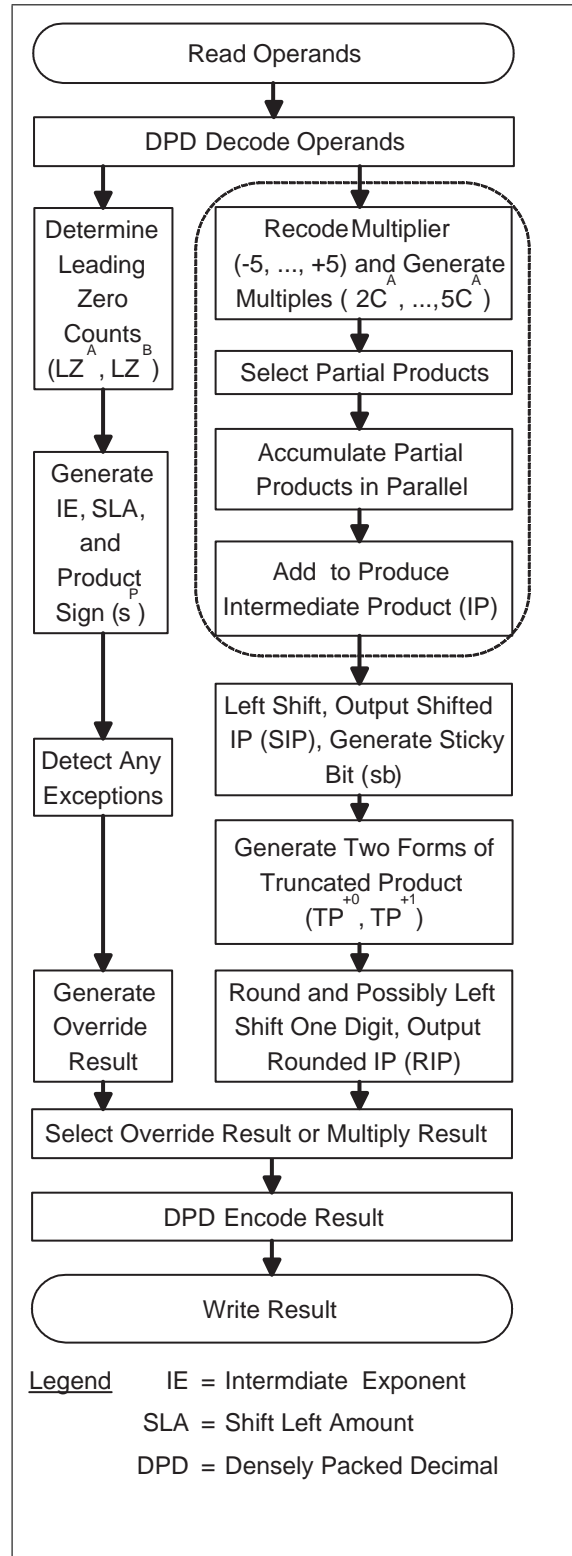 Read Operands
DPD Decode Operands
Determine
Leading
Zero
Counts
(LZ^A, LZ^B)
Generate
IE, SLA,
and
Product
Sign (s^P)
Detect Any
Exceptions
Generate
Override
Result
Recode Multiplier
(-5, ..., +5) and Generate
Multiples ( 2C^A, ..., 5C^A)
Select Partial Products
Accumulate Partial
Products in Parallel
Add to Produce
Intermediate Product (IP)
Left Shift, Output Shifted
IP (SIP), Generate Sticky
Bit (sb)
Generate Two Forms of
Truncated Product
(TP^+0, TP^+1)
Round and Possibly Left
Shift One Digit, Output
Rounded IP (RIP)
Select Override Result or Multiply Result
DPD Encode Result
Write Result
Legend IE = Intermdiate Exponent
SLA = Shift Left Amount
DPD = Densely Packed Decimal